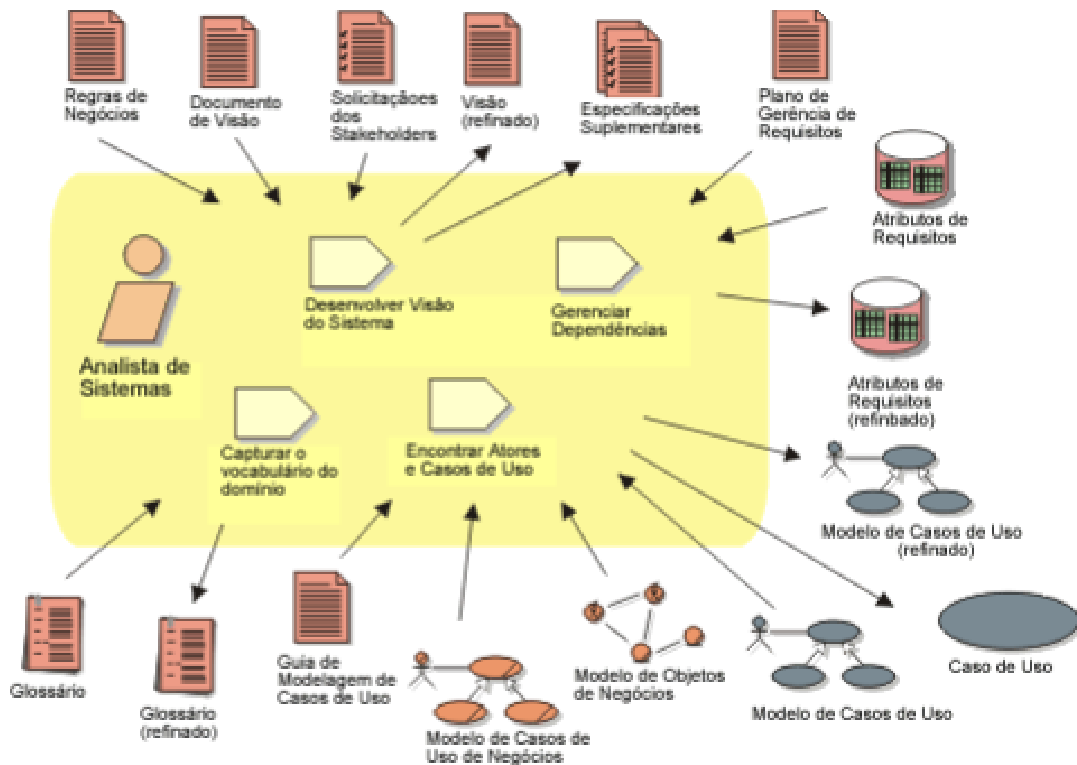 Regras de
Negócios
Documento
de Visão
Solicitações
dos
Stakeholders
Visão
(refinado)
Especificações
Suplementares
Plano de
Gerência de
Requisitos
Atributos de
Requisitos
Desenvolver Visão
do Sistema
Gerenciar
Dependências
Analista de
Sistemas
Atributos de
Requisitos
(refinbado)
Capturar o
vocabulário do
domínio
Encontrar Atores
e Casos de Uso
Modelo de Casos de Uso
(refinado)
Glossário
Glossário
(refinado)
Guia de
Modelagem de
Casos de Uso
Modelo de Casos de
Uso de Negócios
Modelo de Objetos
de Negócios
Modelo de Casos de Uso
Caso de Uso